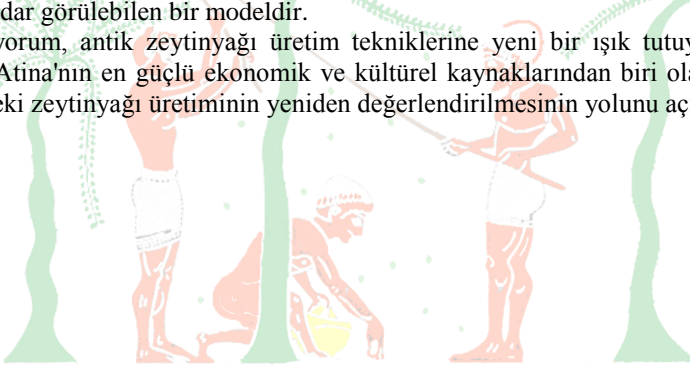 dar görülebilen bir modeldir.
yorum, antik zeytinyağı üretim tekniklerine yeni bir ışık tutuy
Atina'nın en güçlü ekonomik ve kültürel kaynaklarından biri ola
eki zeytinyağı üretiminin yeniden değerlendirilmesinin yolunu aç